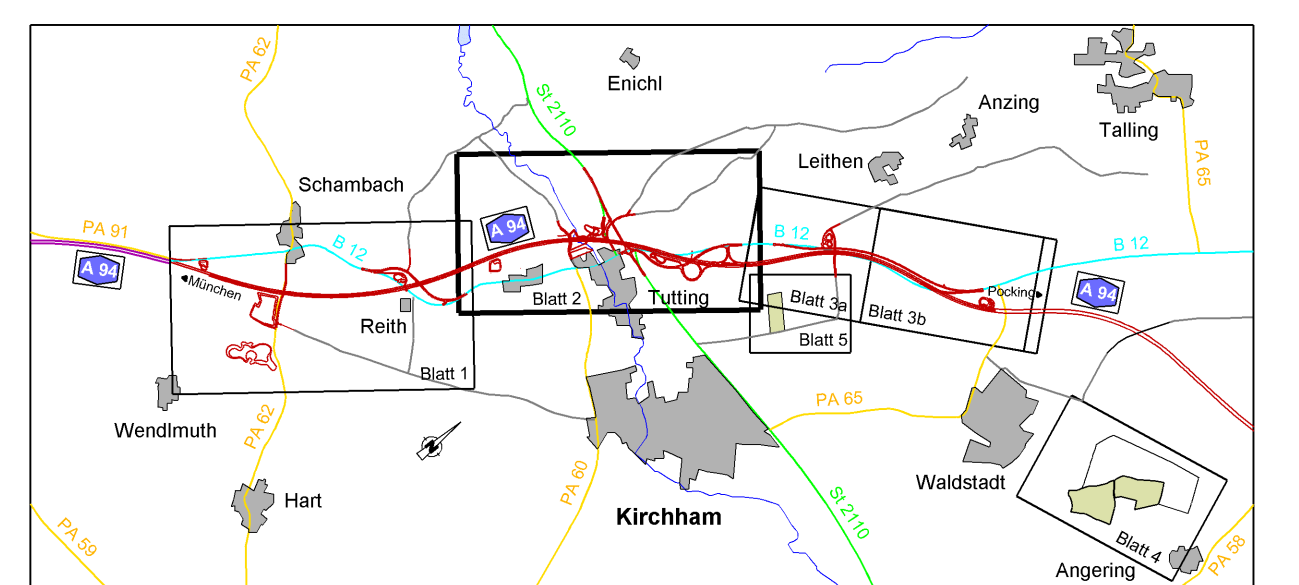 PA 62
Enichl
St 2110
Anzing
Talling
Leithen
PA 65
Schambach
PA 91
A 94
B 12
A 94
B 12
B 12
München
Blatt 2
Tutting
Blatt 3a
Blatt 3b
Pocking
A 94
Reith
Blatt 5
Blatt 1
PA 65
Wendlmuth
PA 62
PA 60
Waldstadt
Hart
Kirchham
St 2110
PA 59
Blatt 4
PA 58
Angering